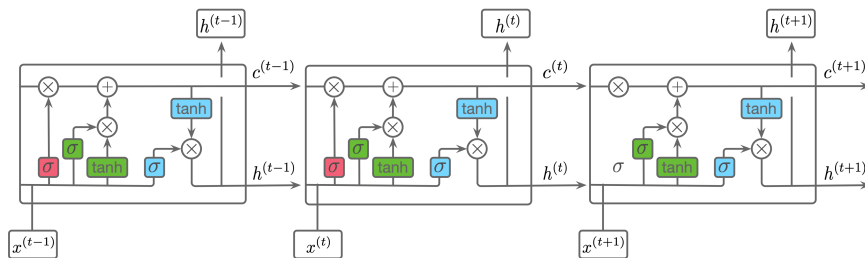 h^{(t-1)} h^{(t)} h^{(t+1)}
c^{(t-1)} c^{(t)} c^{(t+1)}
× + × + × +
tanh tanh tanh
× × ×
σ × σ × σ ×
σ tanh σ σ tanh σ σ tanh σ
h^{(t-1)} h^{(t)} h^{(t+1)}
x^{(t-1)} x^{(t)} x^{(t+1)}